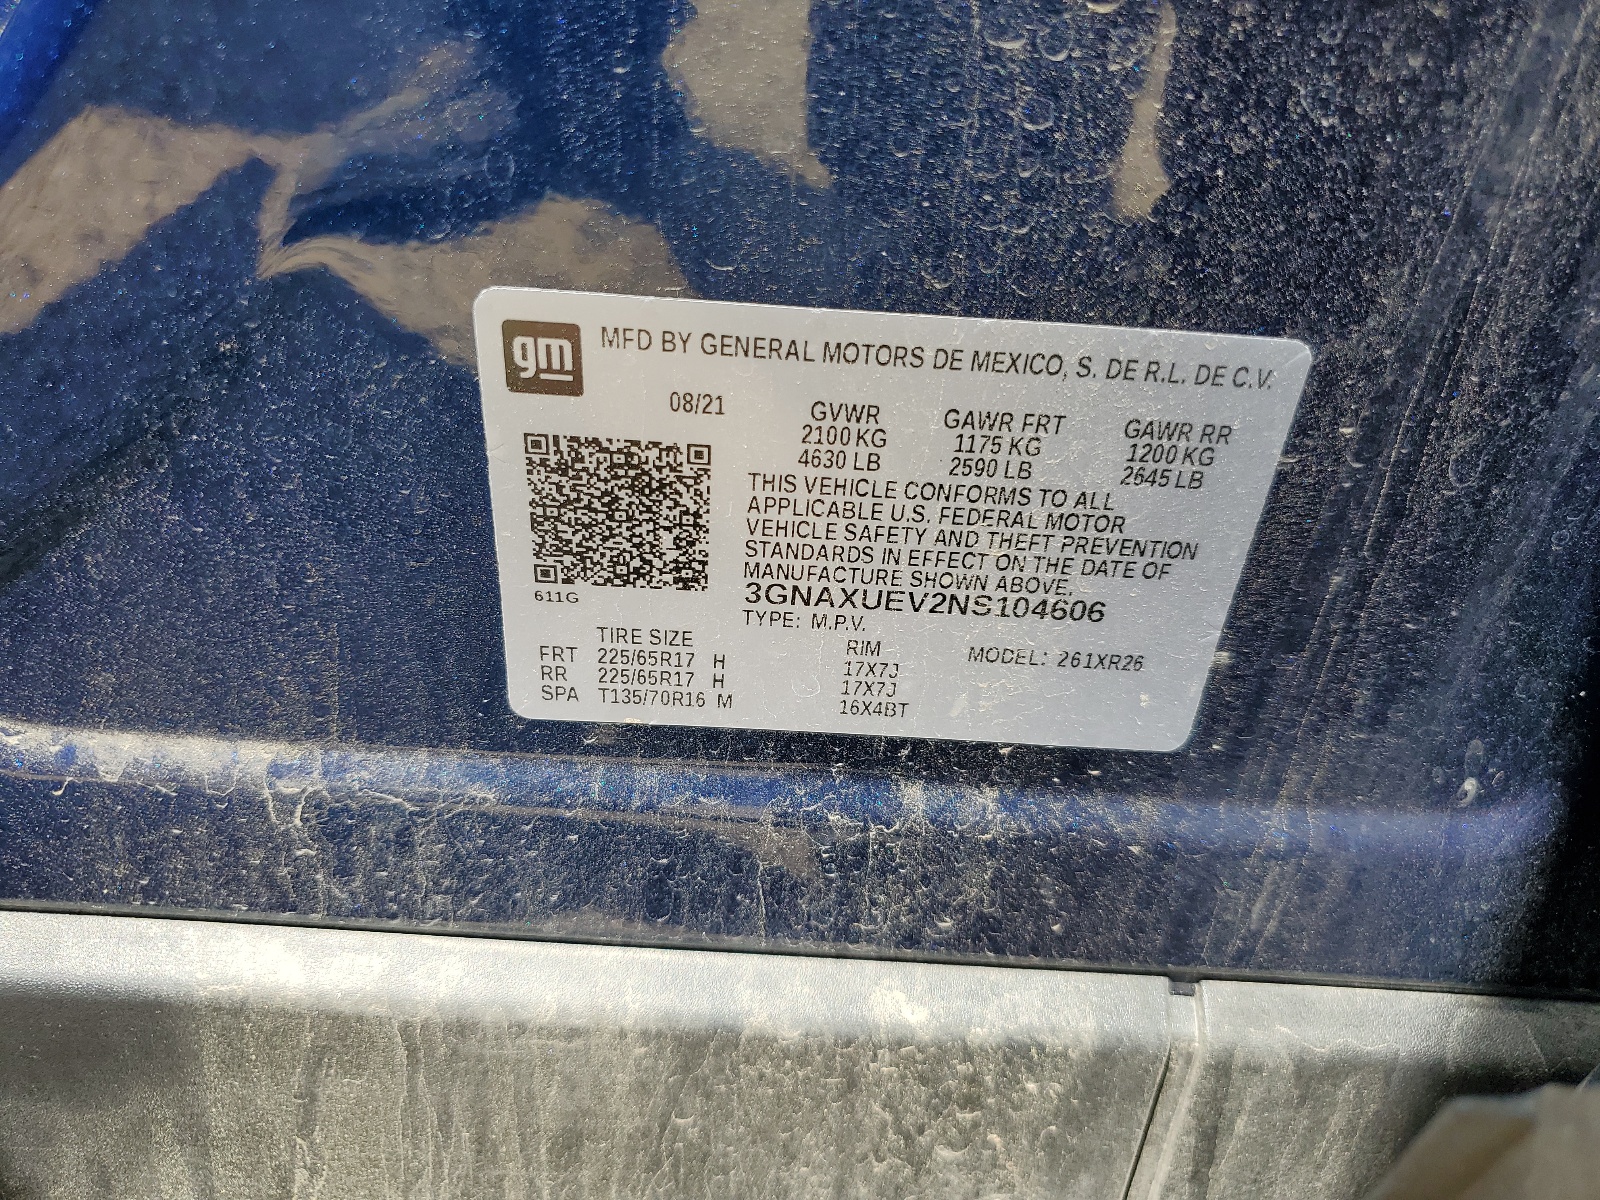 gm
MFD BY GENERAL MOTORS DE MEXICO, S. DE R.L. DE C.V.
08/21 GVWR GAWR FRT GAWR RR
2100 KG 1175 KG 1200 KG
4630 LB 2590 LB 2645 LB
THIS VEHICLE CONFORMS TO ALL
APPLICABLE U.S. FEDERAL MOTOR
VEHICLE SAFETY AND THEFT PREVENTION
STANDARDS IN EFFECT ON THE DATE OF
MANUFACTURE SHOWN ABOVE.
611G
3GNAXUEV2NS104606
TYPE: M.P.V.
TIRE SIZE RIM MODEL: 261XR26
FRT 225/65R17 H 17X7J
RR 225/65R17 H 17X7J
SPA T135/70R16 M 16X4BT